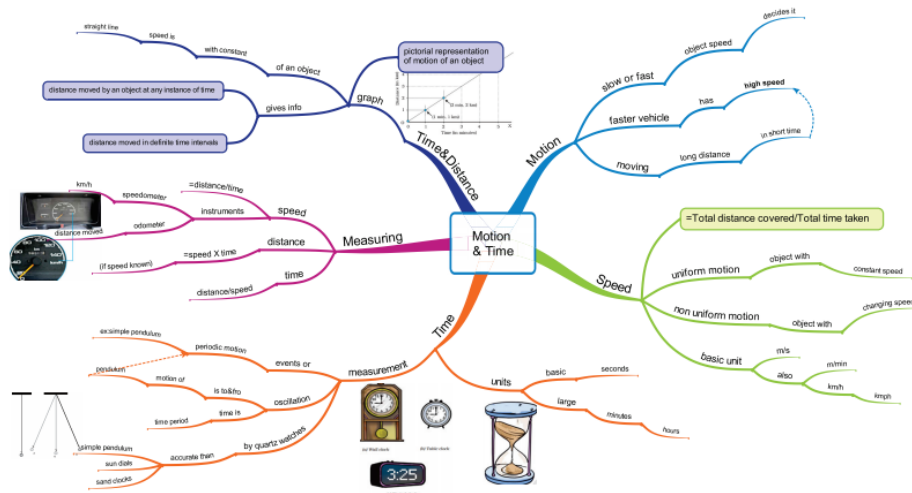 straight line
speed is
with constant
of an object
pictorial representation
of motion of an object
distance moved by an object at any instance of time
gives info
graph
distance moved in definite time intervals
Time&Distance
decides it
object speed
slow or fast
high speed
has
faster vehicle
Motion
in short time
long distance
moving
km/h
speedometer
=distance/time
instruments
speed
odometer
distance moved
distance
Measuring
=speed X time
(if speed known)
time
distance/speed
Motion
& Time
=Total distance covered/Total time taken
Speed
uniform motion
object with
constant speed
non uniform motion
object with
changing speed
basic unit
m/s
also
m/min
km/h
kmph
Time
ex:simple pendulum
periodic motion
events or
measurement
pendulum
motion of
is to&fro
oscillation
time is
time period
by quartz watches
accurate then
simple pendulum
sun dials
sand clocks
units
basic
seconds
large
minutes
hours
3:25